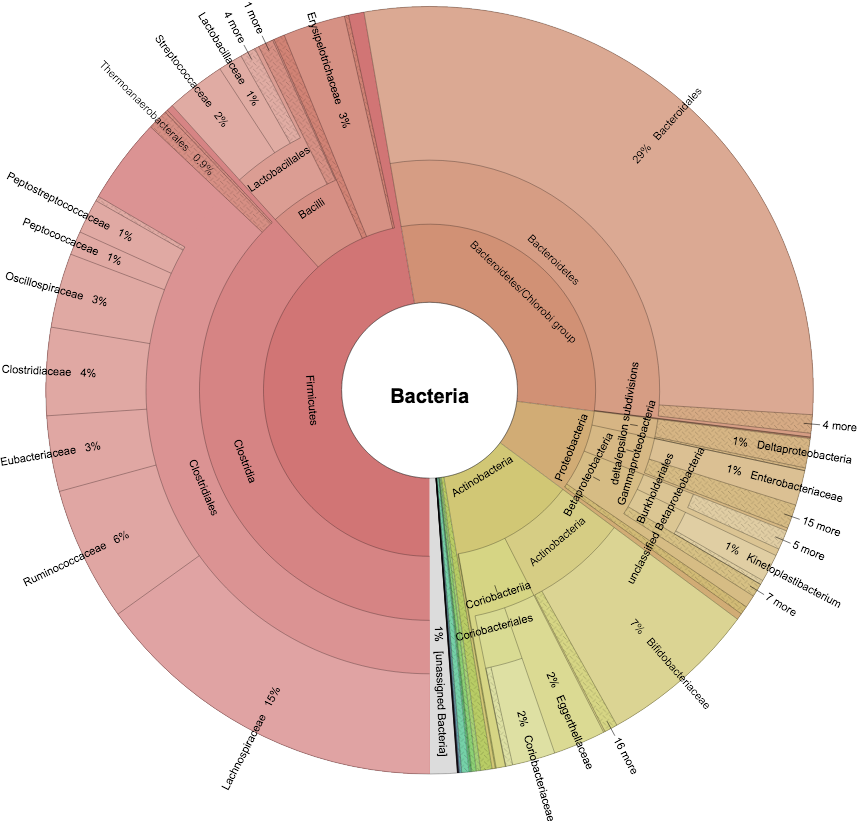 Bacteria
Firmicutes
Clostridia
Clostridiales
Lachnospiraceae 15%
Ruminococcaceae 6%
Eubacteriaceae 3%
Clostridiaceae 4%
Oscillospiraceae 3%
Peptococcaceae 1%
Peptostreptococcaceae 1%
Thermoanaerobacterales 0.9%
Bacilli
Lactobacillales
Streptococcaceae 2%
Lactobacillaceae 1%
4 more
1 more
Erysipelotrichaceae 3%
Bacteroidetes/Chlorobi group
Bacteroidetes
29% Bacteroidales
4 more
Proteobacteria
delta/epsilon subdivisions
1% Deltaproteobacteria
Gammaproteobacteria
1% Enterobacteriaceae
15 more
Betaproteobacteria
Burkholderiales
5 more
unclassified Betaproteobacteria
1% Kinetoplastibacterium
7 more
Actinobacteria
Actinobacteria
7% Bifidobacteriaceae
16 more
Coriobacteriia
Coriobacteriales
2% Eggerthellaceae
2% Coriobacteriaceae
1% [unassigned Bacteria]